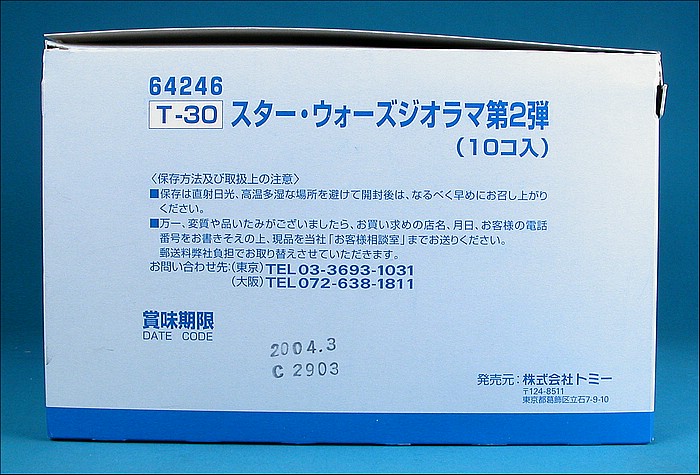 64246
T-30 スター・ウォーズジオラマ第2弾
(10コ入)
〈保存方法及び取扱上の注意〉
■保存は直射日光、高温多湿な場所を避けて開封後は、なるべく早めにお召し上がり
ください。
■万一、変質や品いたみがございましたら、お買い求めの店名、月日、お客様の電話
番号をお書きそえの上、現品を当社「お客様相談室」までお送りください。
郵送料弊社負担でお取り替えさせていただきます。
お問い合わせ先:(東京)TEL03-3693-1031
(大阪)TEL072-638-1811
賞味期限
DATE CODE
2004.3
C 2903
発売元:株式会社トミー
〒124-8511
東京都葛飾区立石7-9-10